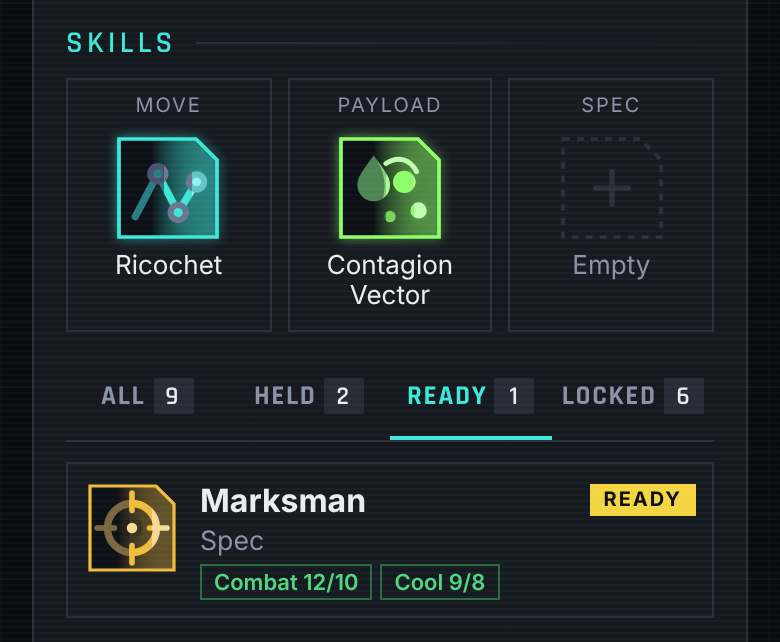 SKILLS
MOVE
PAYLOAD
SPEC
Ricochet
Contagion
Vector
Empty
ALL 9 HELD 2 READY 1 LOCKED 6
Marksman
READY
Spec
Combat 12/10 Cool 9/8